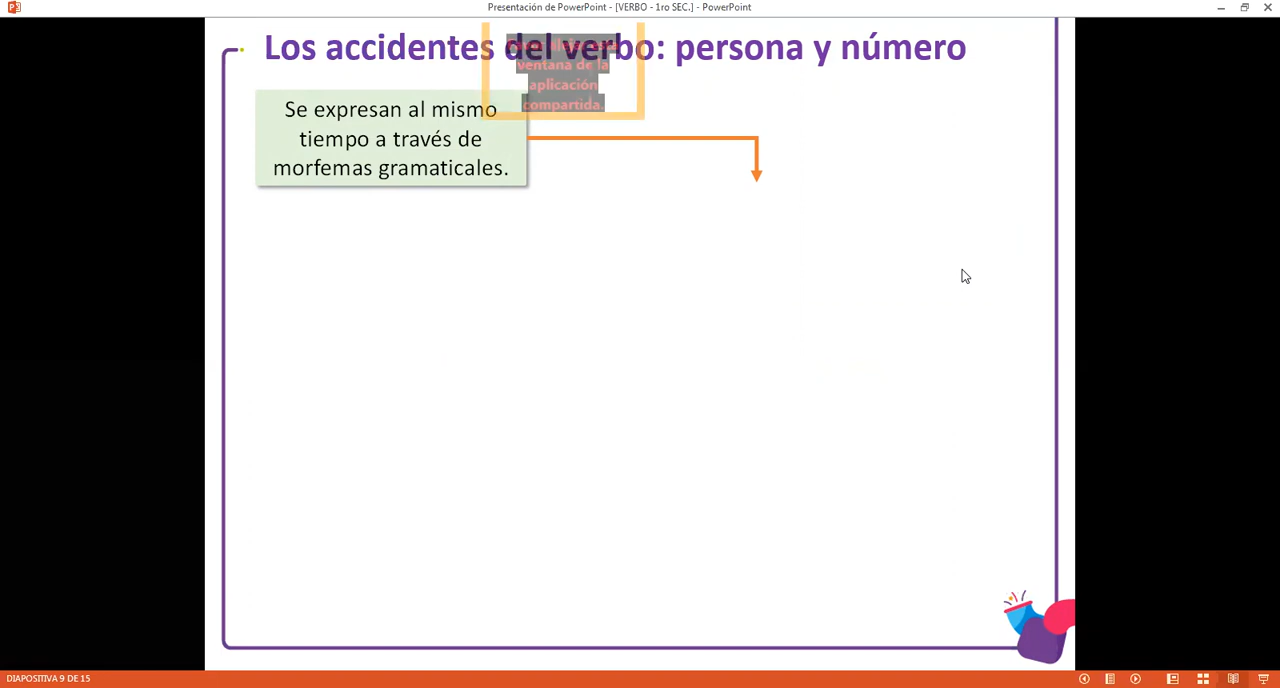 Presentación de PowerPoint - [VERBO - 1ro SEC.] - PowerPoint
Los accidentes del verbo: persona y número
ventana de la
aplicación
compartida.
Se expresan al mismo
tiempo a través de
morfemas gramaticales.
DIAPOSITIVA 9 DE 15